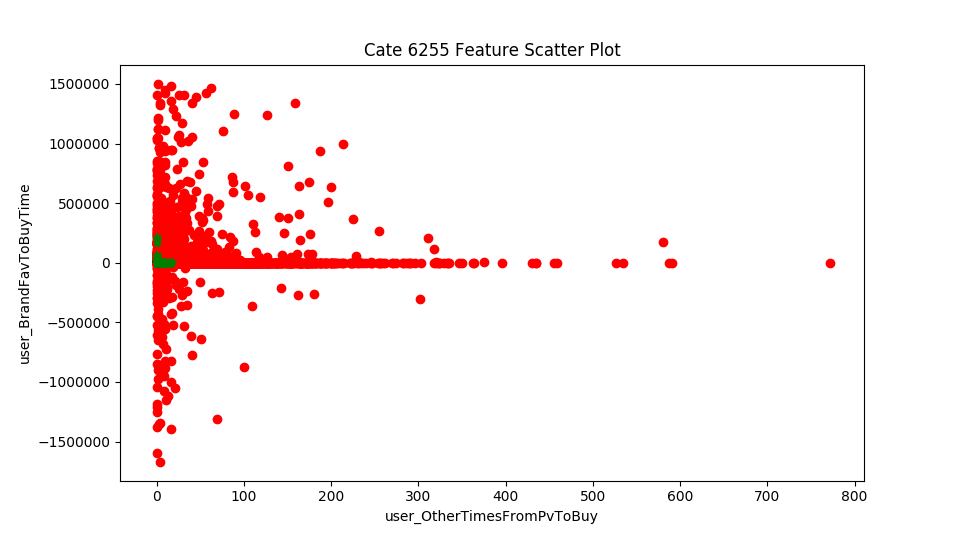 Cate 6255 Feature Scatter Plot
1500000
1000000
500000
0
−500000
−1000000
−1500000
user_BrandFavToBuyTime
0 100 200 300 400 500 600 700 800
user_OtherTimesFromPvToBuy